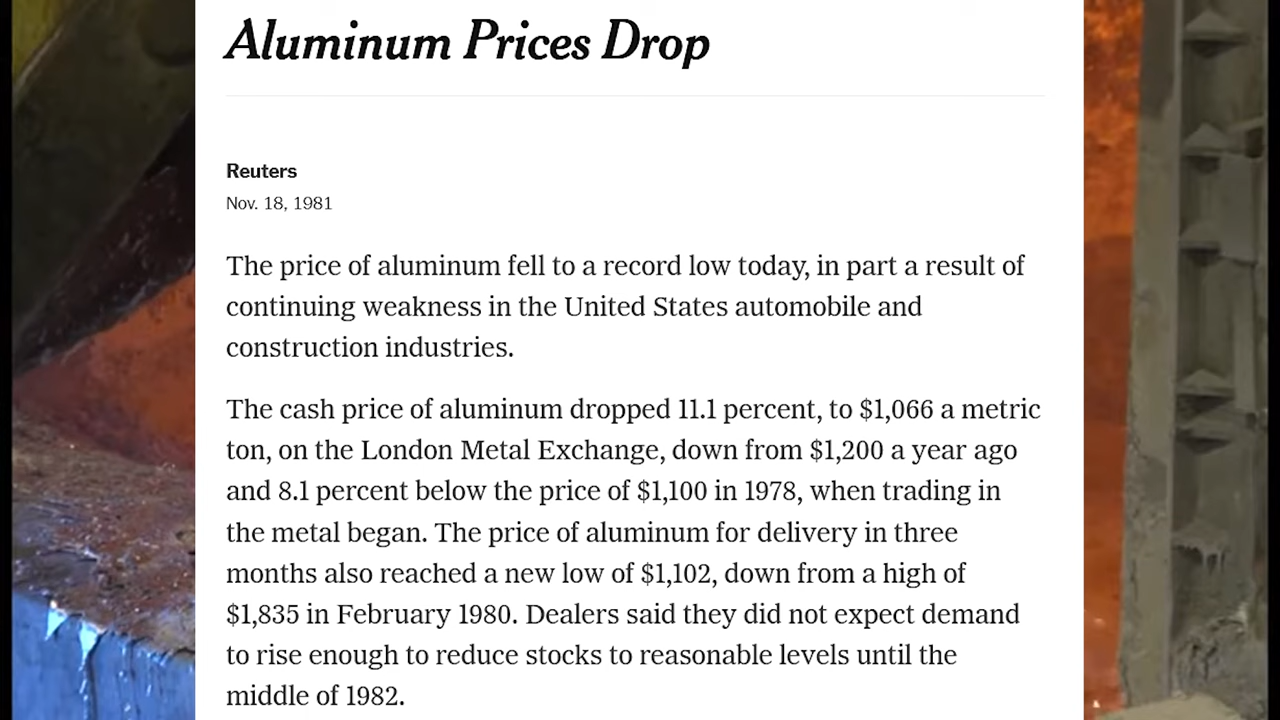 Aluminum Prices Drop
Reuters
Nov. 18, 1981
The price of aluminum fell to a record low today, in part a result of
continuing weakness in the United States automobile and
construction industries.
The cash price of aluminum dropped 11.1 percent, to $1,066 a metric
ton, on the London Metal Exchange, down from $1,200 a year ago
and 8.1 percent below the price of $1,100 in 1978, when trading in
the metal began. The price of aluminum for delivery in three
months also reached a new low of $1,102, down from a high of
$1,835 in February 1980. Dealers said they did not expect demand
to rise enough to reduce stocks to reasonable levels until the
middle of 1982.